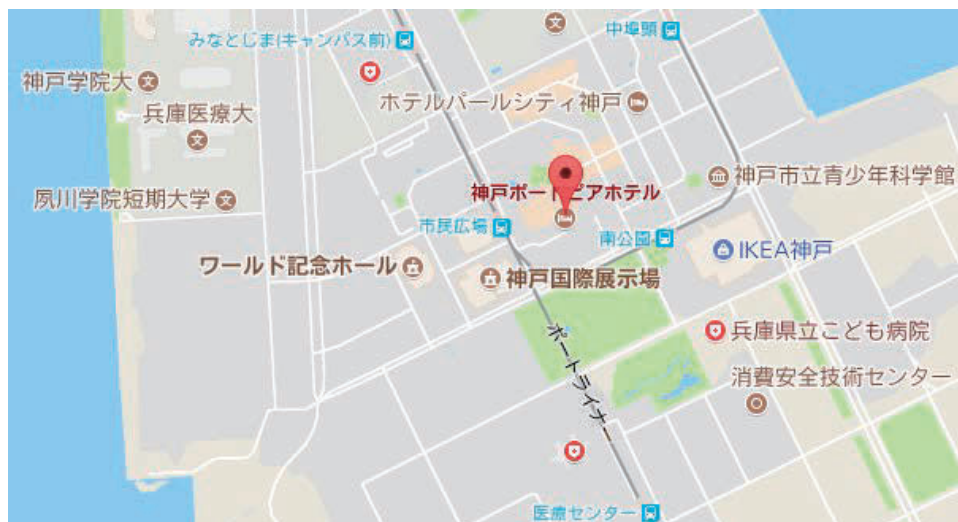 中埠頭
みなとじま(キャンパス前)
神戸学院大
ホテルパールシティ神戸
兵庫医療大
神戸市立青少年科学館
神戸ポートピアホテル
夙川学院短期大学
市民広場
南公園
IKEA神戸
ワールド記念ホール
神戸国際展示場
兵庫県立こども病院
ポートライナー
消費安全技術センター
医療センター